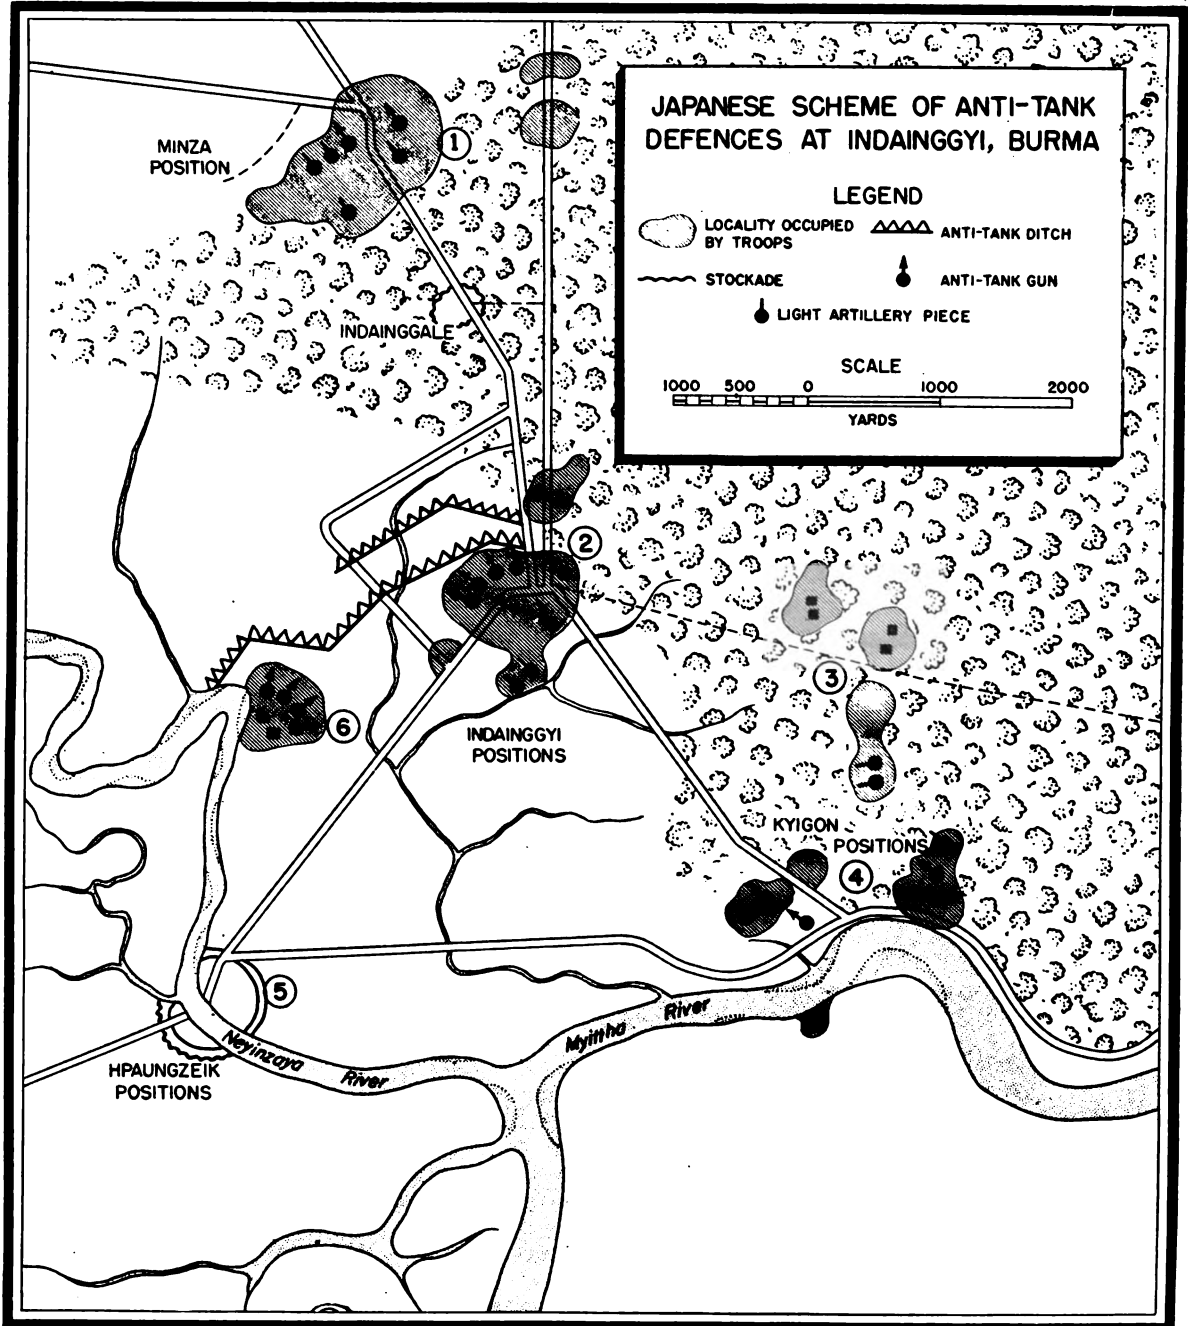 JAPANESE SCHEME OF ANTI-TANK
DEFENCES AT INDAINGGYI, BURMA
LEGEND
LOCALITY OCCUPIED
BY TROOPS
ANTI-TANK DITCH
STOCKADE
ANTI-TANK GUN
LIGHT ARTILLERY PIECE
SCALE
1000 500 0 1000 2000
YARDS
MINZA
POSITION
1
INDAINGGALE
2
3
INDAINGGYI
POSITIONS
6
KYIGON
POSITIONS
4
5
HPAUNGZEIK
POSITIONS
Neyinzaya River
Myittha River